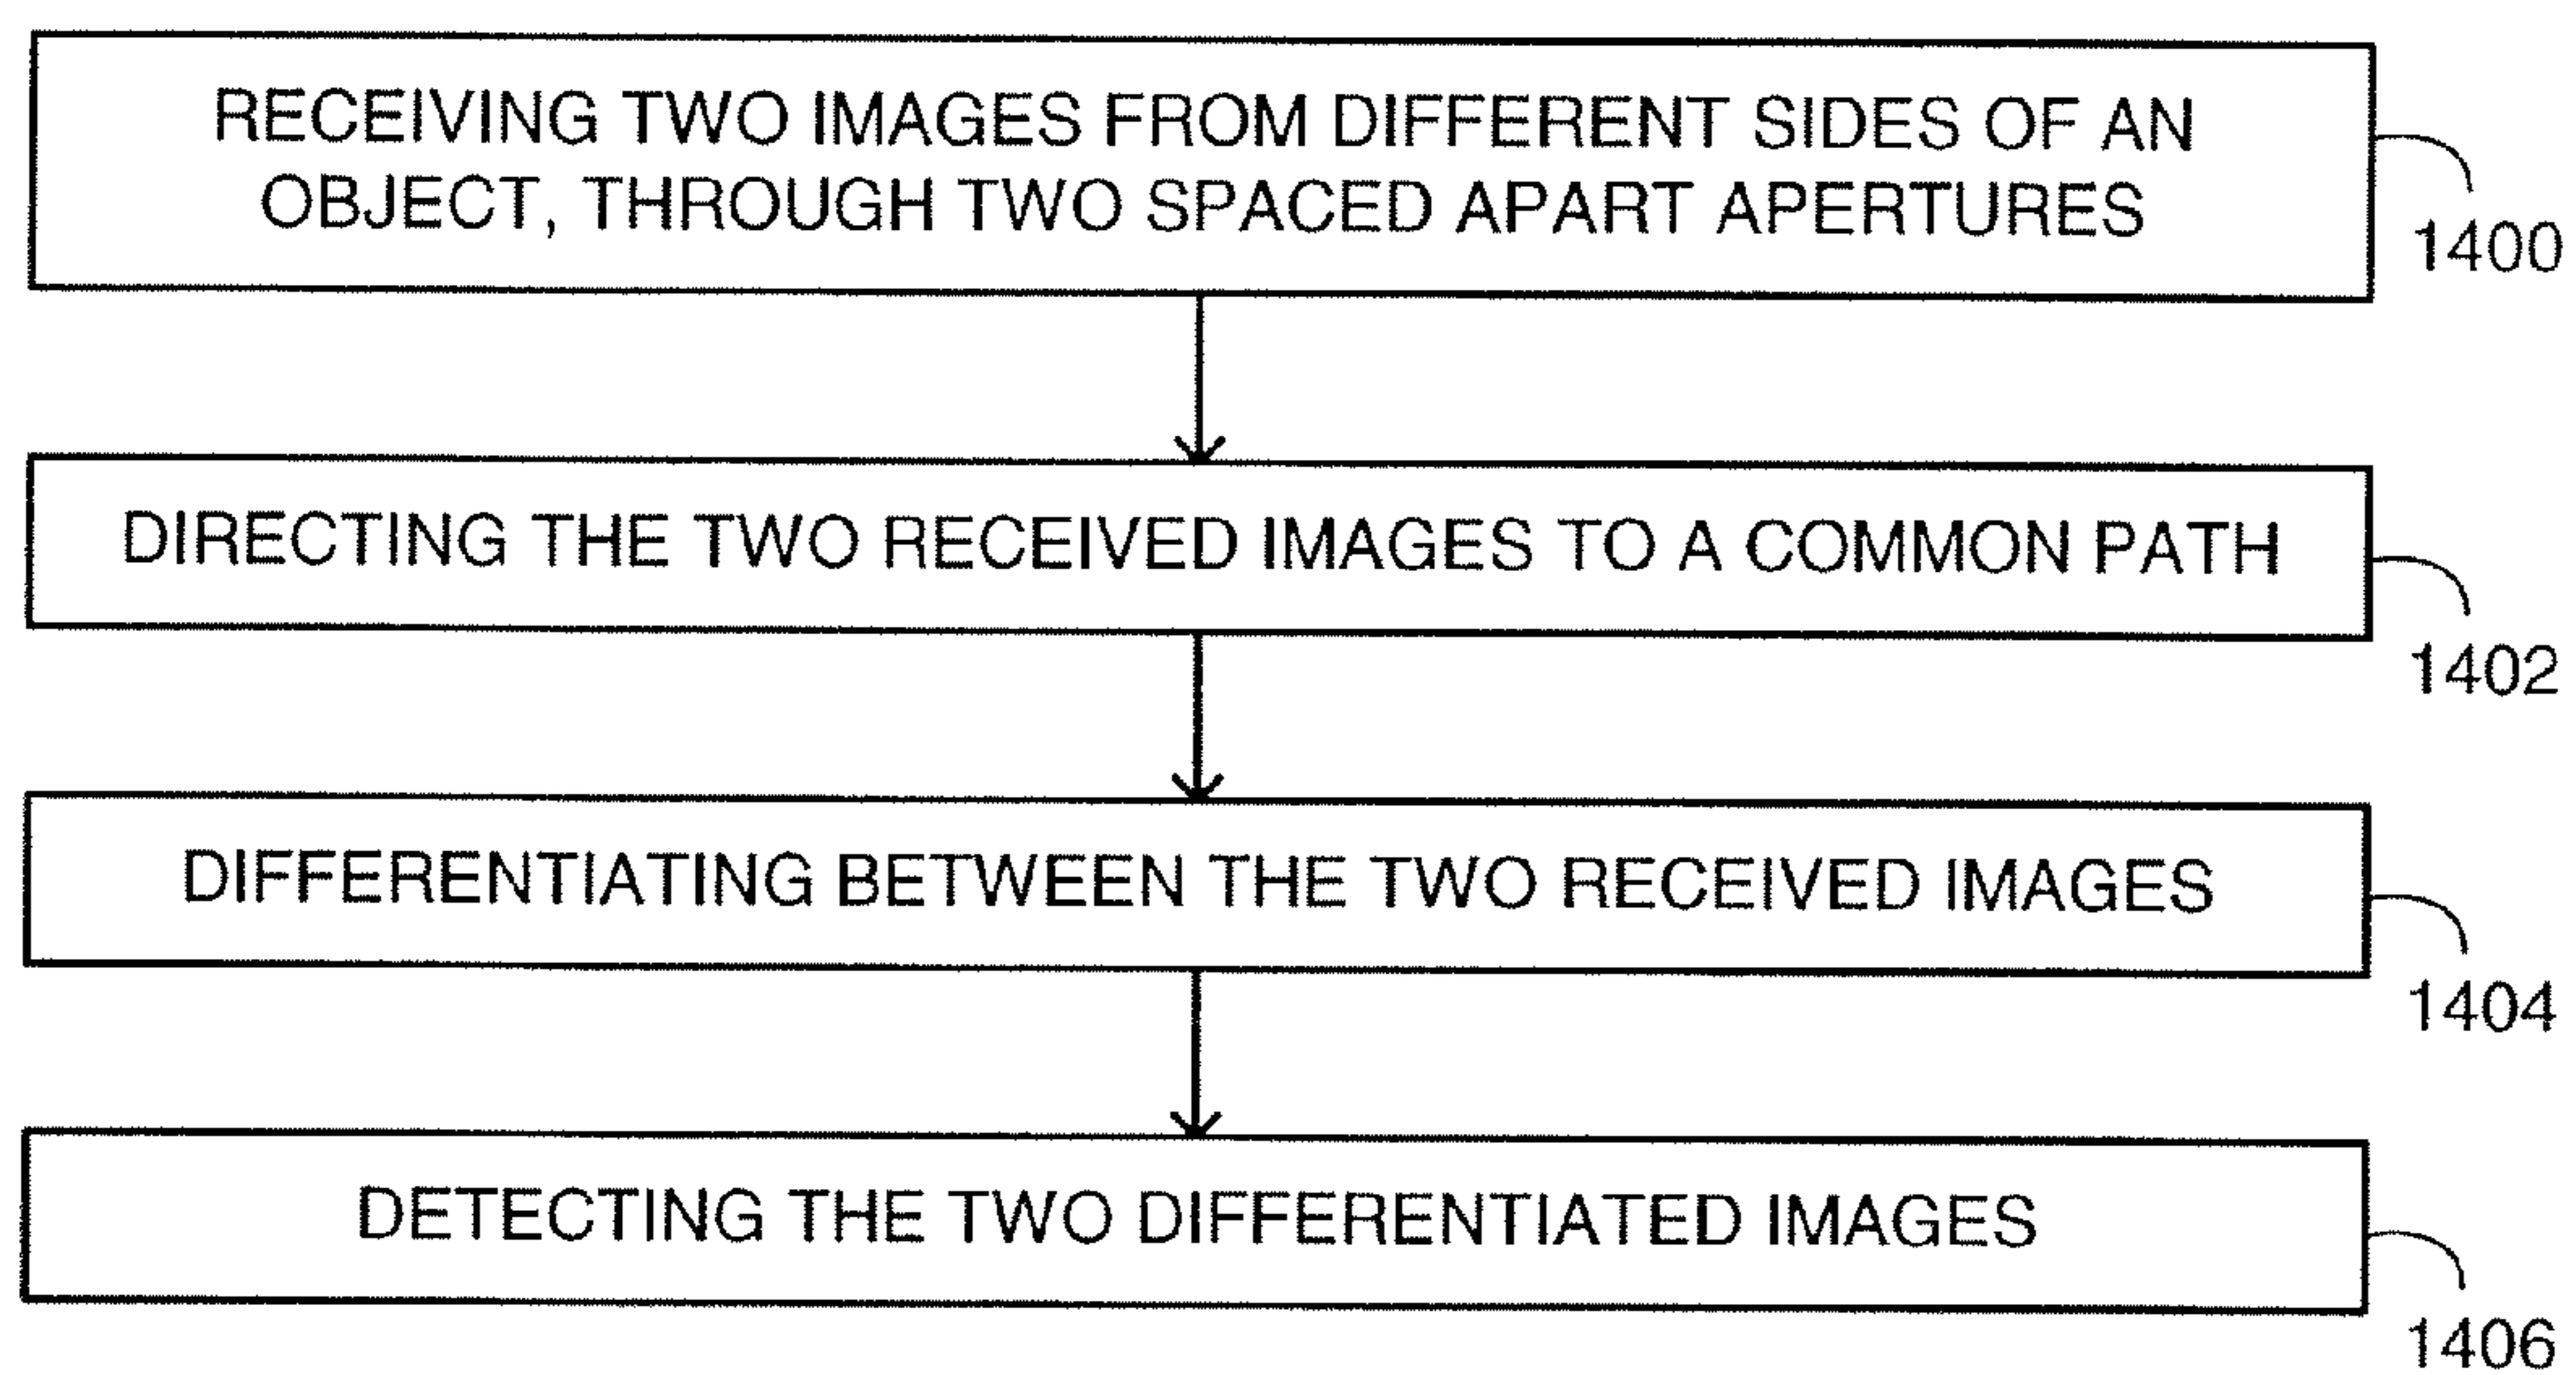 RECEIVING TWO IMAGES FROM DIFFERENT SIDES OF AN
OBJECT, THROUGH TWO SPACED APART APERTURES
1400
DIRECTING THE TWO RECEIVED IMAGES TO A COMMON PATH
1402
DIFFERENTIATING BETWEEN THE TWO RECEIVED IMAGES
1404
DETECTING THE TWO DIFFERENTIATED IMAGES
1406